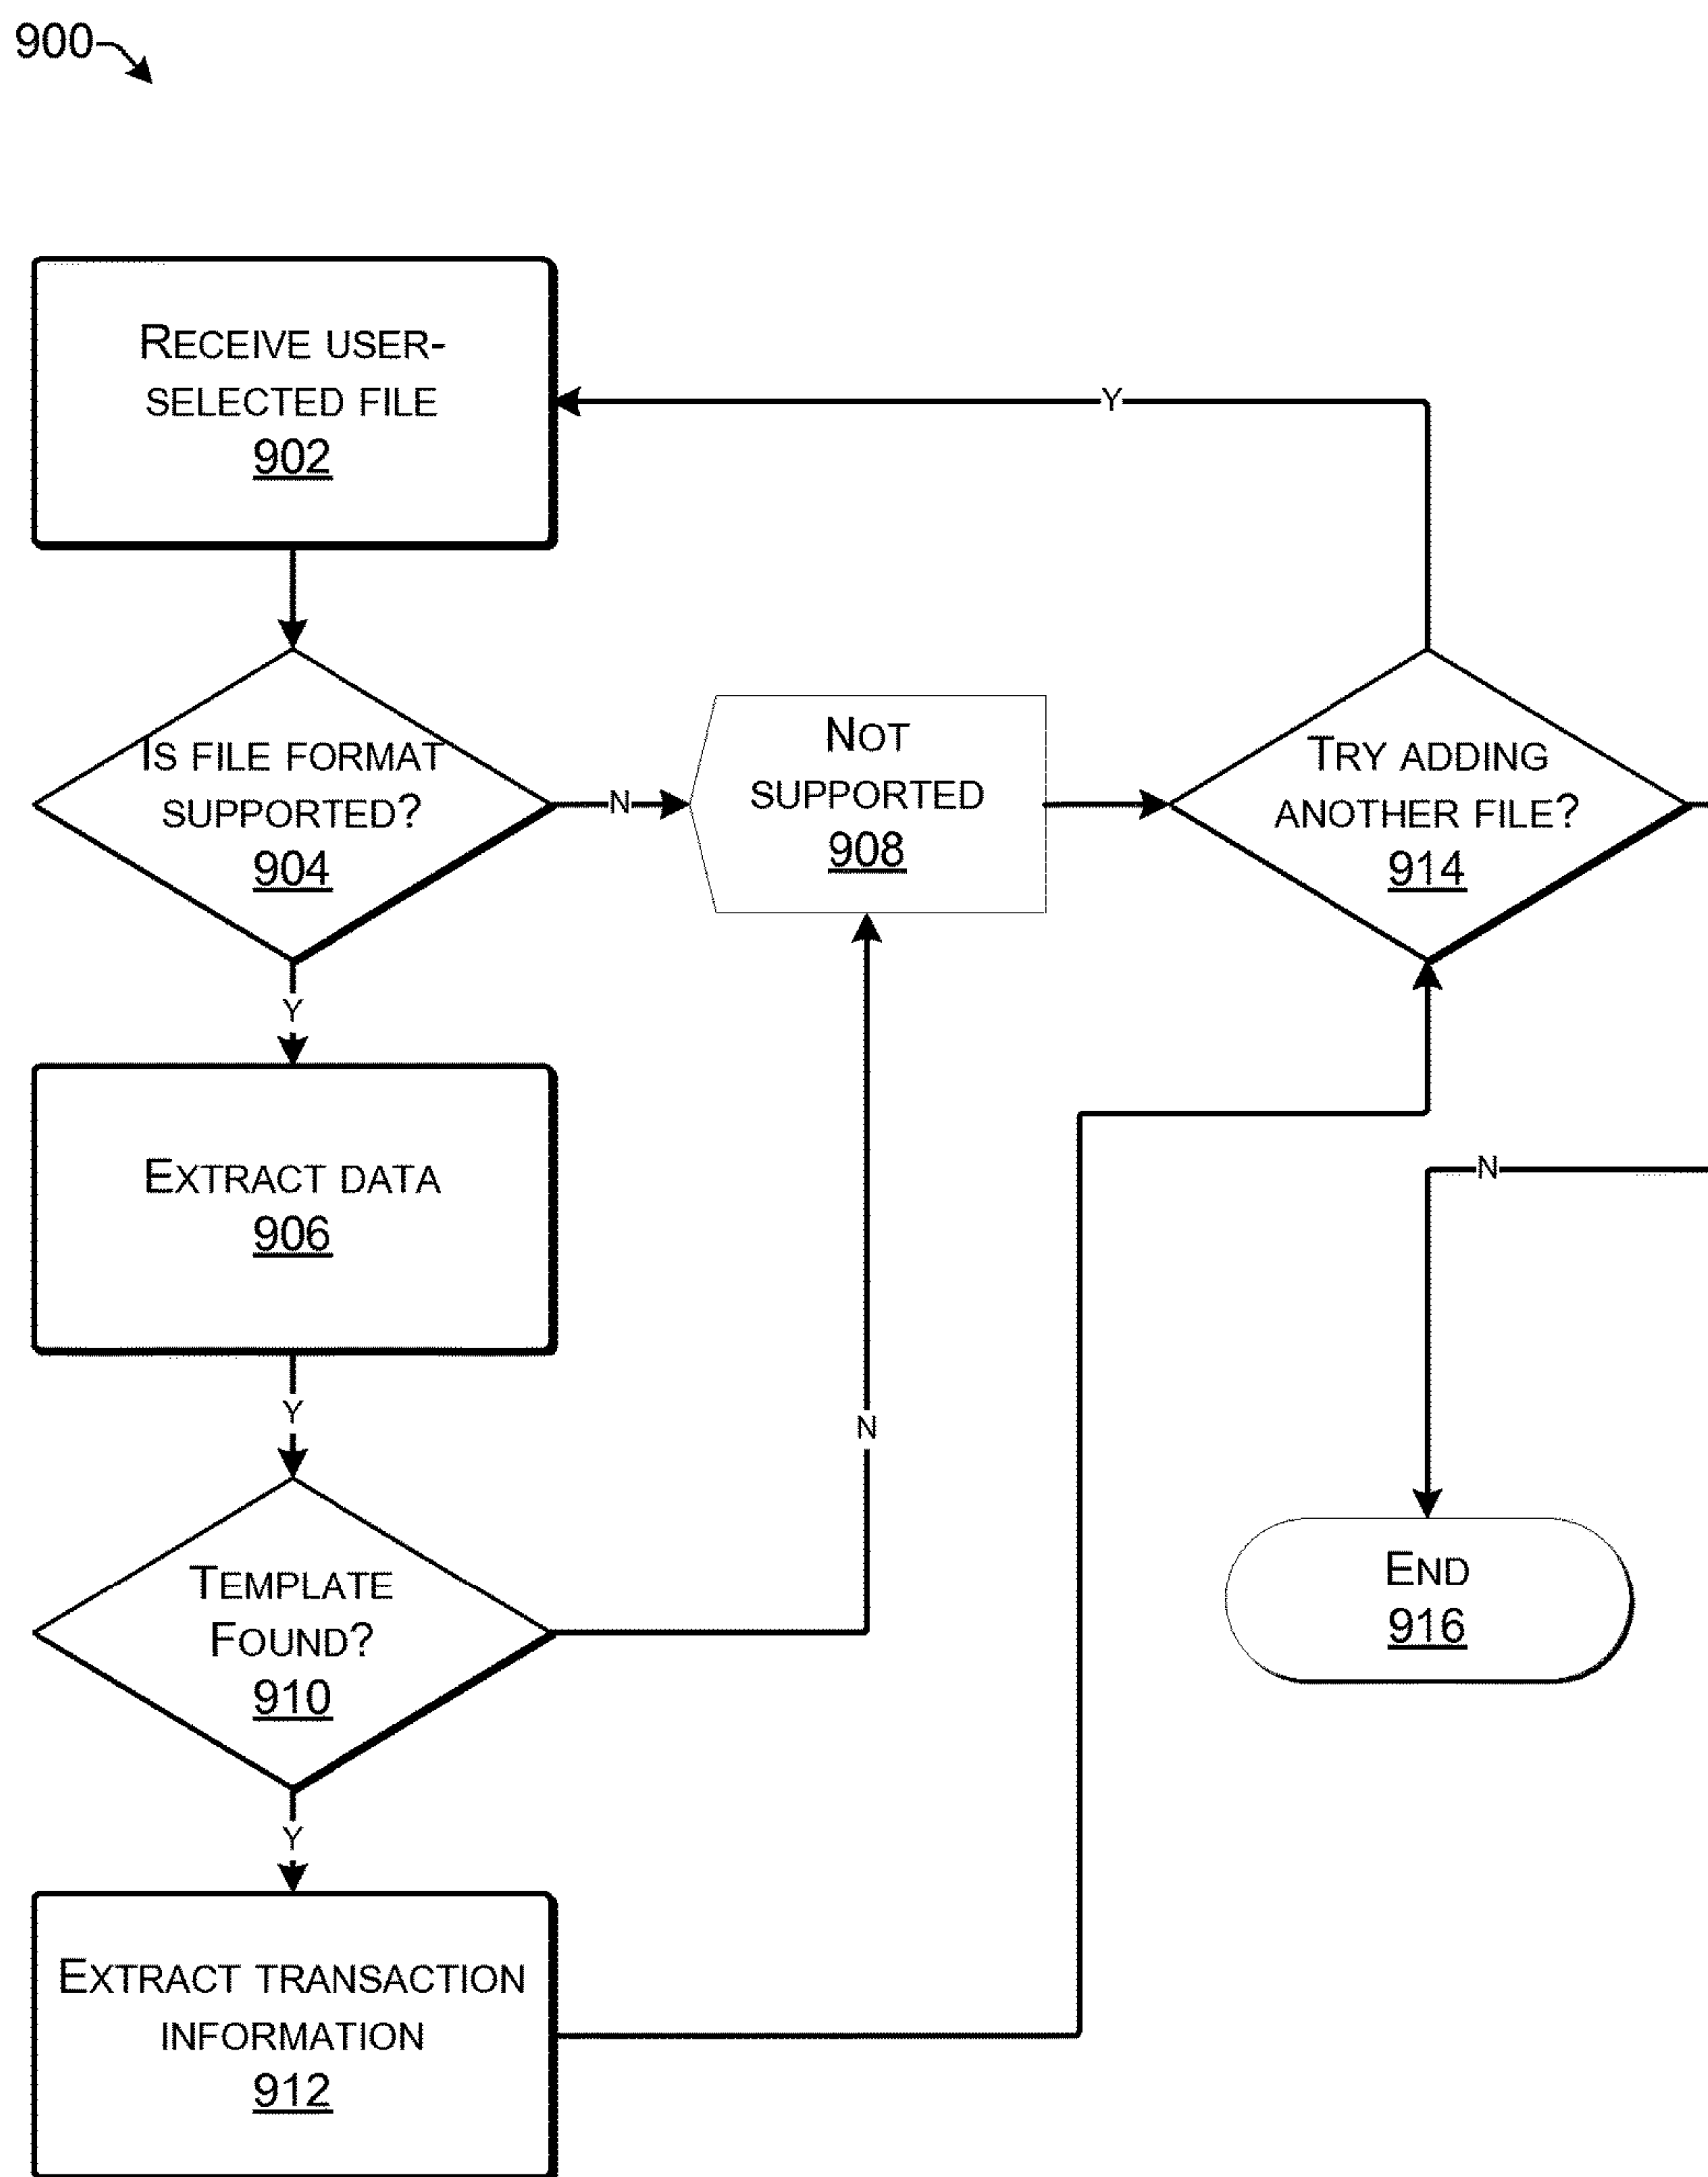 900
RECEIVE USER-
SELECTED FILE
902
Y
IS FILE FORMAT
SUPPORTED?
904
N
NOT
SUPPORTED
908
TRY ADDING
ANOTHER FILE?
914
Y
EXTRACT DATA
906
N
Y
N
TEMPLATE
FOUND?
910
END
916
Y
EXTRACT TRANSACTION
INFORMATION
912